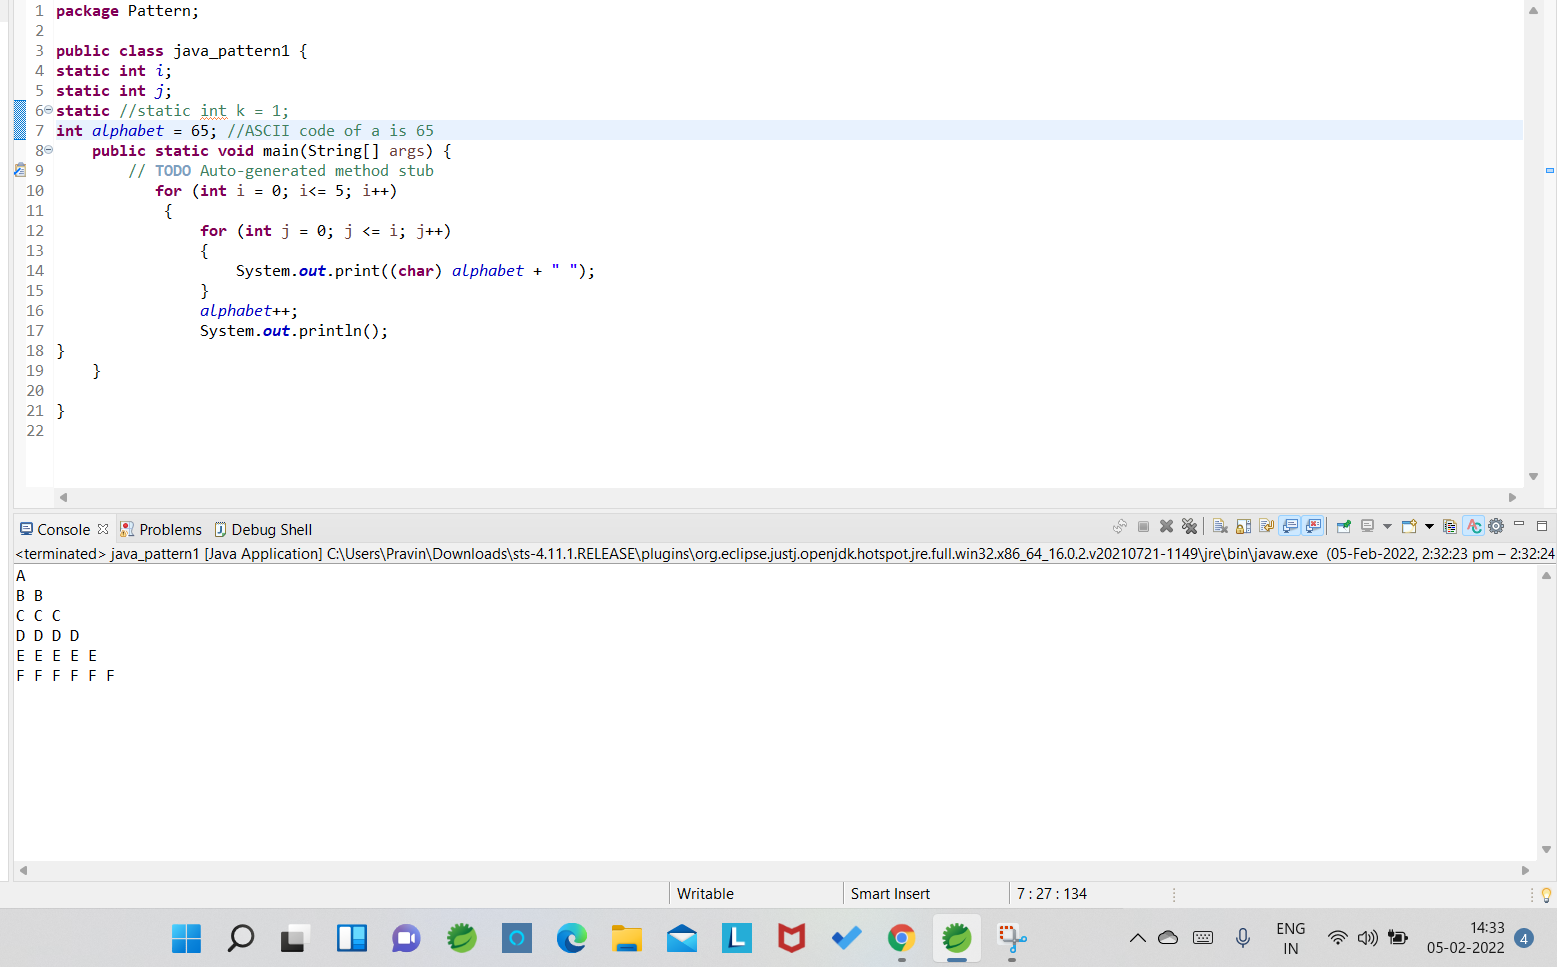 1 package Pattern;
2
3 public class java_pattern1 {
4 static int i;
5 static int j;
6 static //static int k = 1;
7 int alphabet = 65; //ASCII code of a is 65
8 public static void main(String[] args) {
9 // TODO Auto-generated method stub
10 for (int i = 0; i<= 5; i++)
11 {
12 for (int j = 0; j <= i; j++)
13 {
14 System.out.print((char) alphabet + " ");
15 }
16 alphabet++;
17 System.out.println();
18 }
19 }
20
21 }
22
Console Problems Debug Shell
<terminated> java_pattern1 [Java Application] C:\Users\Pravin\Downloads\sts-4.11.1.RELEASE\plugins\org.eclipse.justj.openjdk.hotspot.jre.full.win32.x86_64_16.0.2.v20210721-1149\jre\bin\javaw.exe (05-Feb-2022, 2:32:23 pm – 2:32:24
A
B B
C C C
D D D D
E E E E E
F F F F F F
Writable Smart Insert 7 : 27 : 134
L ENG 14:33 4
IN 05-02-2022